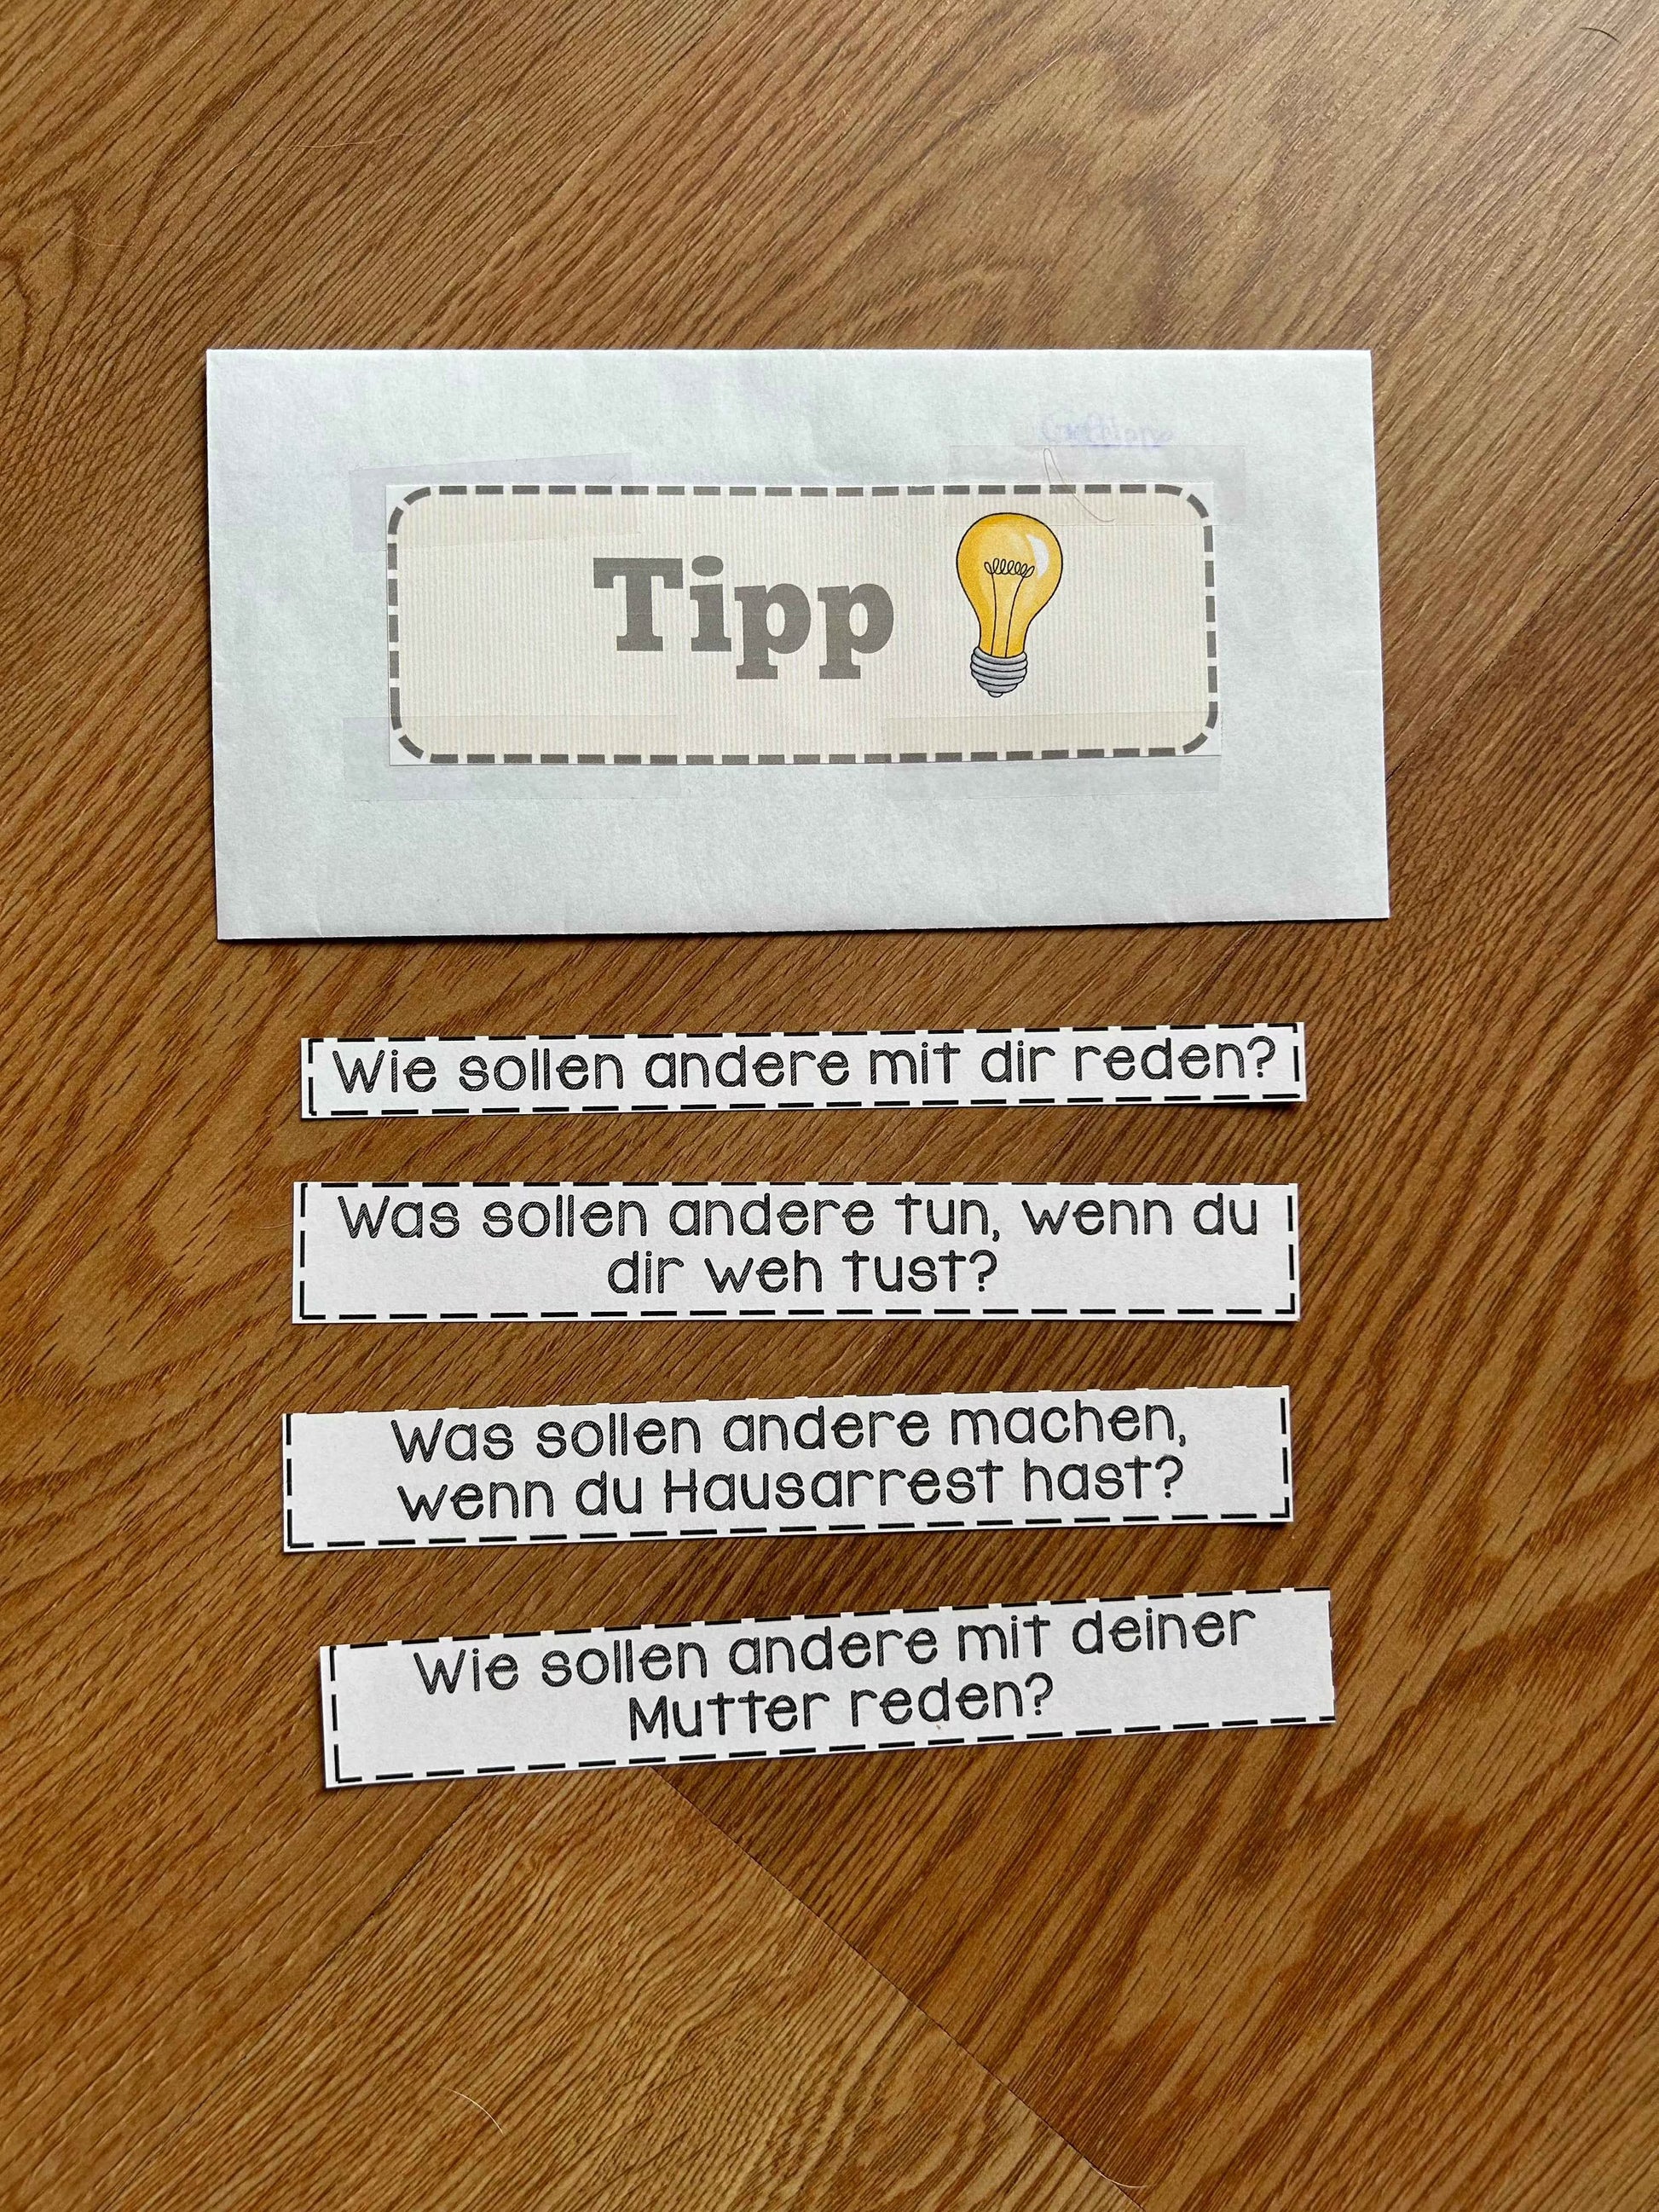 Tipp
Wie sollen andere mit dir reden?
Was sollen andere tun, wenn du
dir weh tust?
Was sollen andere machen,
wenn du Hausarrest hast?
Wie sollen andere mit deiner
Mutter reden?